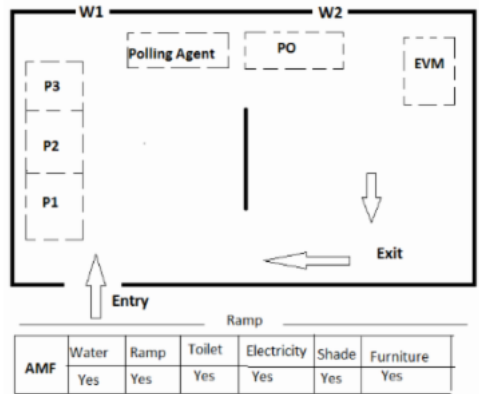 W1 W2
Polling Agent PO EVM
P3
P2
P1
Exit
Entry
Ramp
AMF Water Ramp Toilet Electricity Shade Furniture
Yes Yes Yes Yes Yes Yes